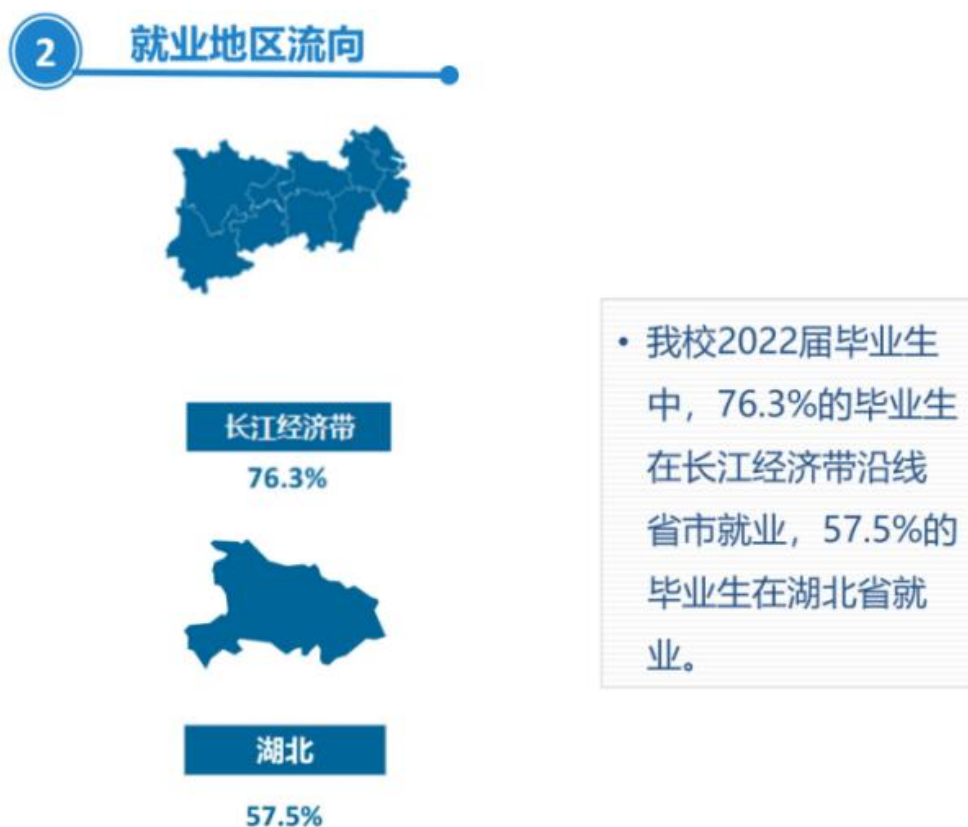 2
就业地区流向
长江经济带
76.3%
湖北
57.5%
• 我校2022届毕业生
中，76.3%的毕业生
在长江经济带沿线
省市就业，57.5%的
毕业生在湖北省就
业。